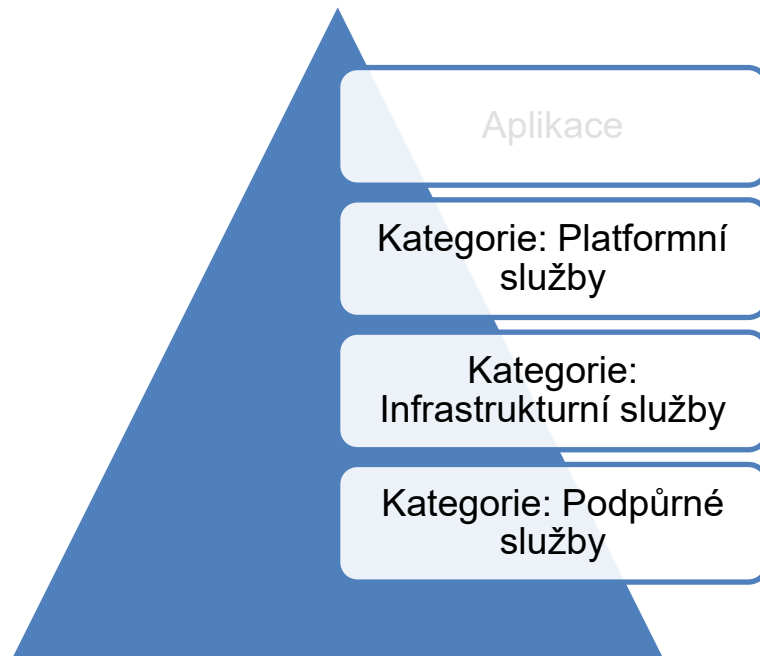 Aplikace
Kategorie: Platformní
služby
Kategorie:
Infrastrukturní služby
Kategorie: Podpůrné
služby